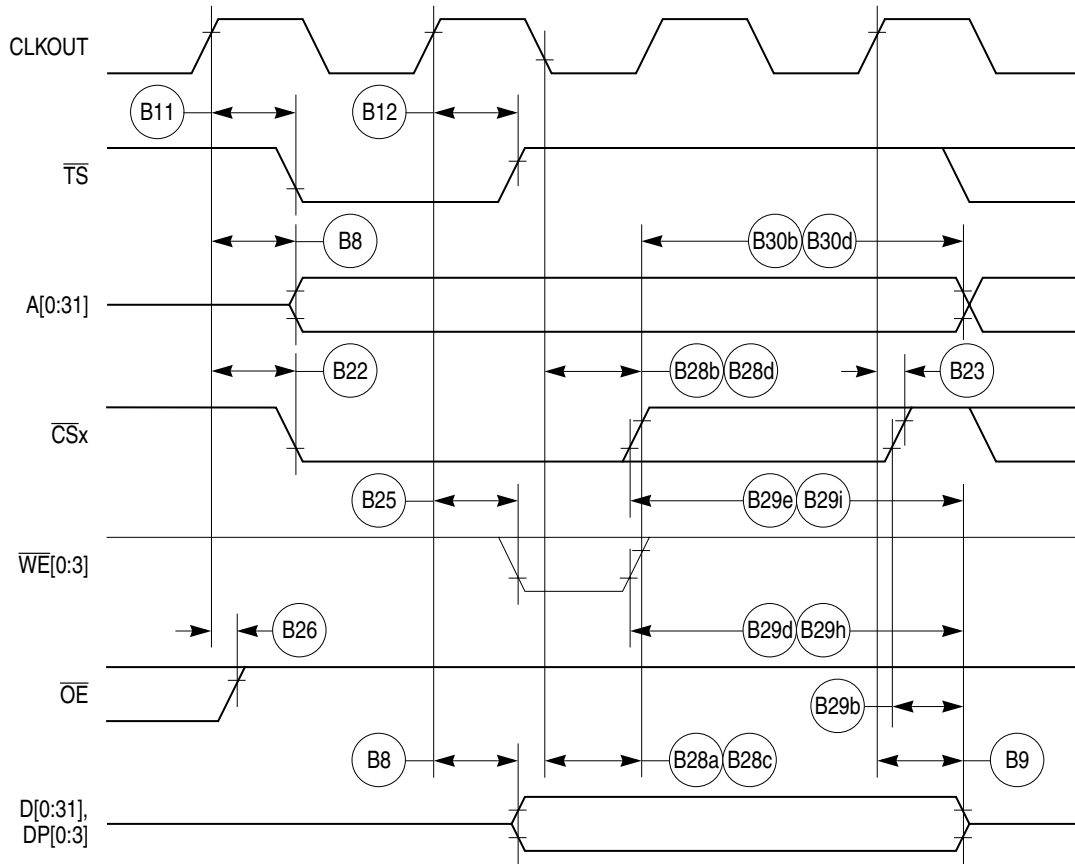 CLKOUT
B11
B12
TS
B8
B30b B30d
A[0:31]
B22
B28b B28d
B23
CSx
B25
B29e B29i
WE[0:3]
B26
B29d B29h
OE
B29b
B8
B28a B28c
B9
D[0:31],
DP[0:3]